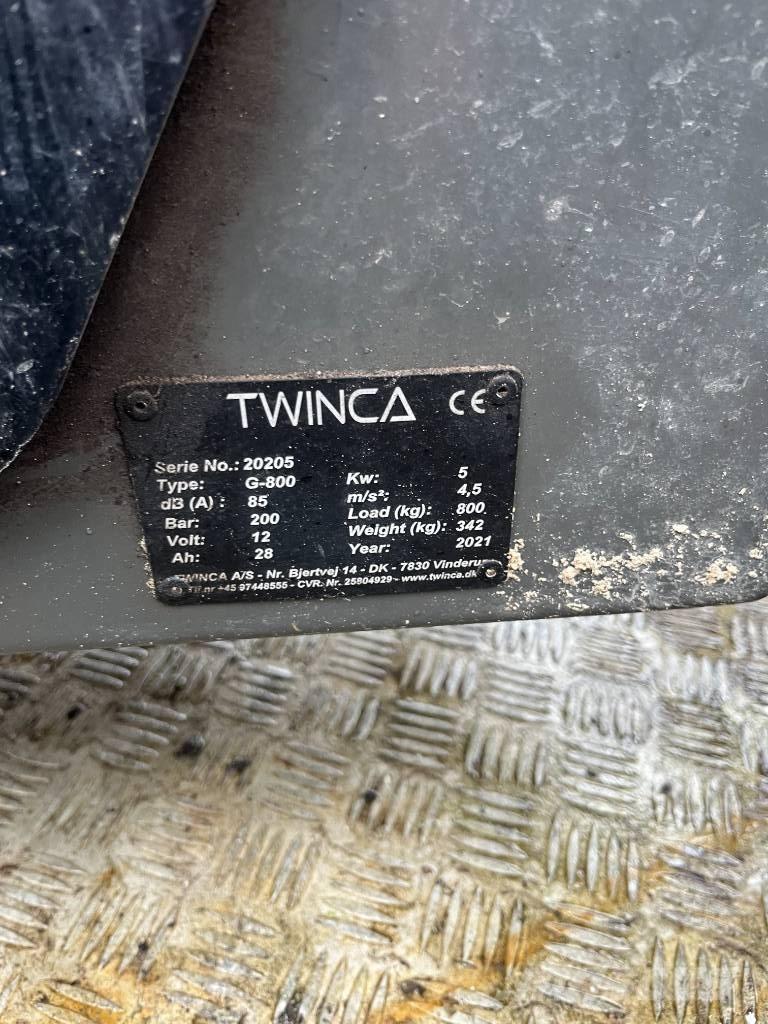 TWINCA CE
Serie No.: 20205
Type: G-800
dB (A) : 85
Bar: 200
Volt: 12
Ah: 28
Kw: 5
m/s²: 4,5
Load (kg): 800
Weight (kg): 342
Year: 2021
TWINCA A/S - Nr. Bjertvej 14 - DK - 7830 Vinderup
+45 97448555 - CVR. Nr. 25804929 - www.twinca.dk